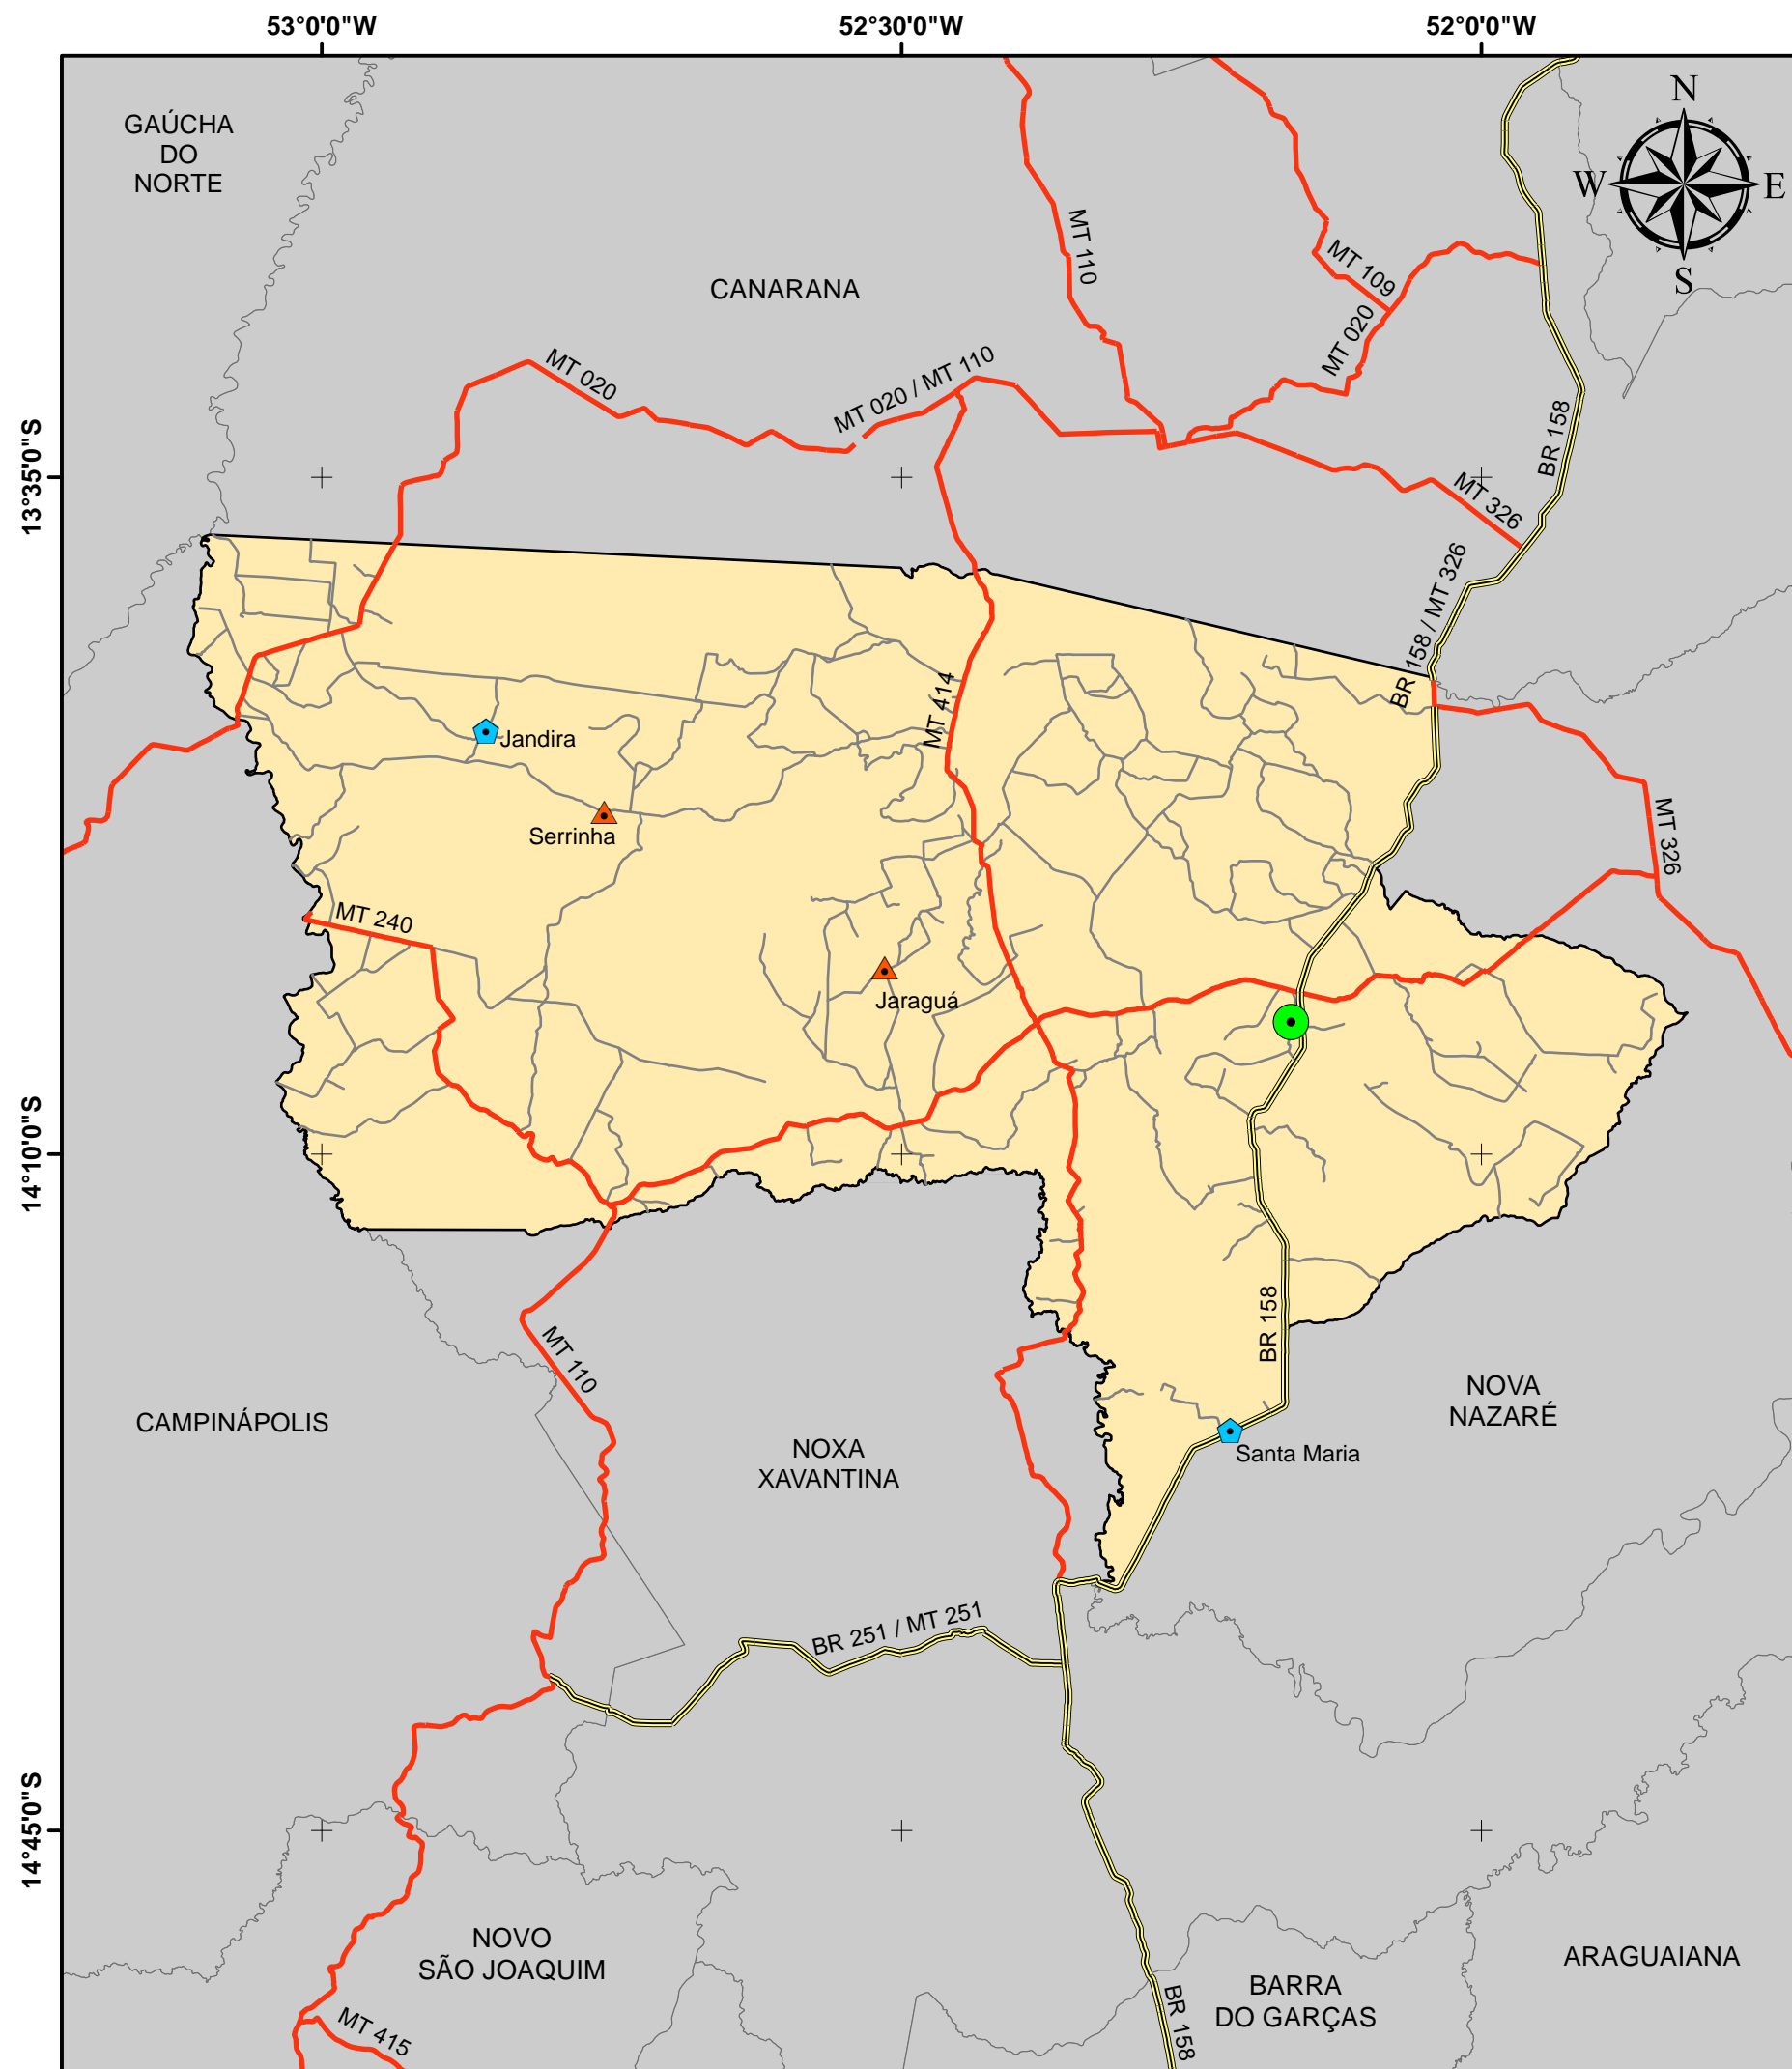 53°0'0"W
52°30'0"W
52°0'0"W
N
W
E
S
GAÚCHA
DO
NORTE
CANARANA
MT 110
MT 109
MT 020
MT 020
MT 020 / MT 110
BR 158
13°35'0"S
MT 326
BR 158 / MT 326
MT 414
Jandira
Serrinha
MT 326
MT 240
Jaraguá
14°10'0"S
BR 158
MT 110
CAMPINÁPOLIS
NOVA
NAZARÉ
NOXA
XAVANTINA
Santa Maria
BR 251 / MT 251
14°45'0"S
NOVO
SÃO JOAQUIM
ARAGUAIANA
BARRA
DO GARÇAS
BR 158
MT 415